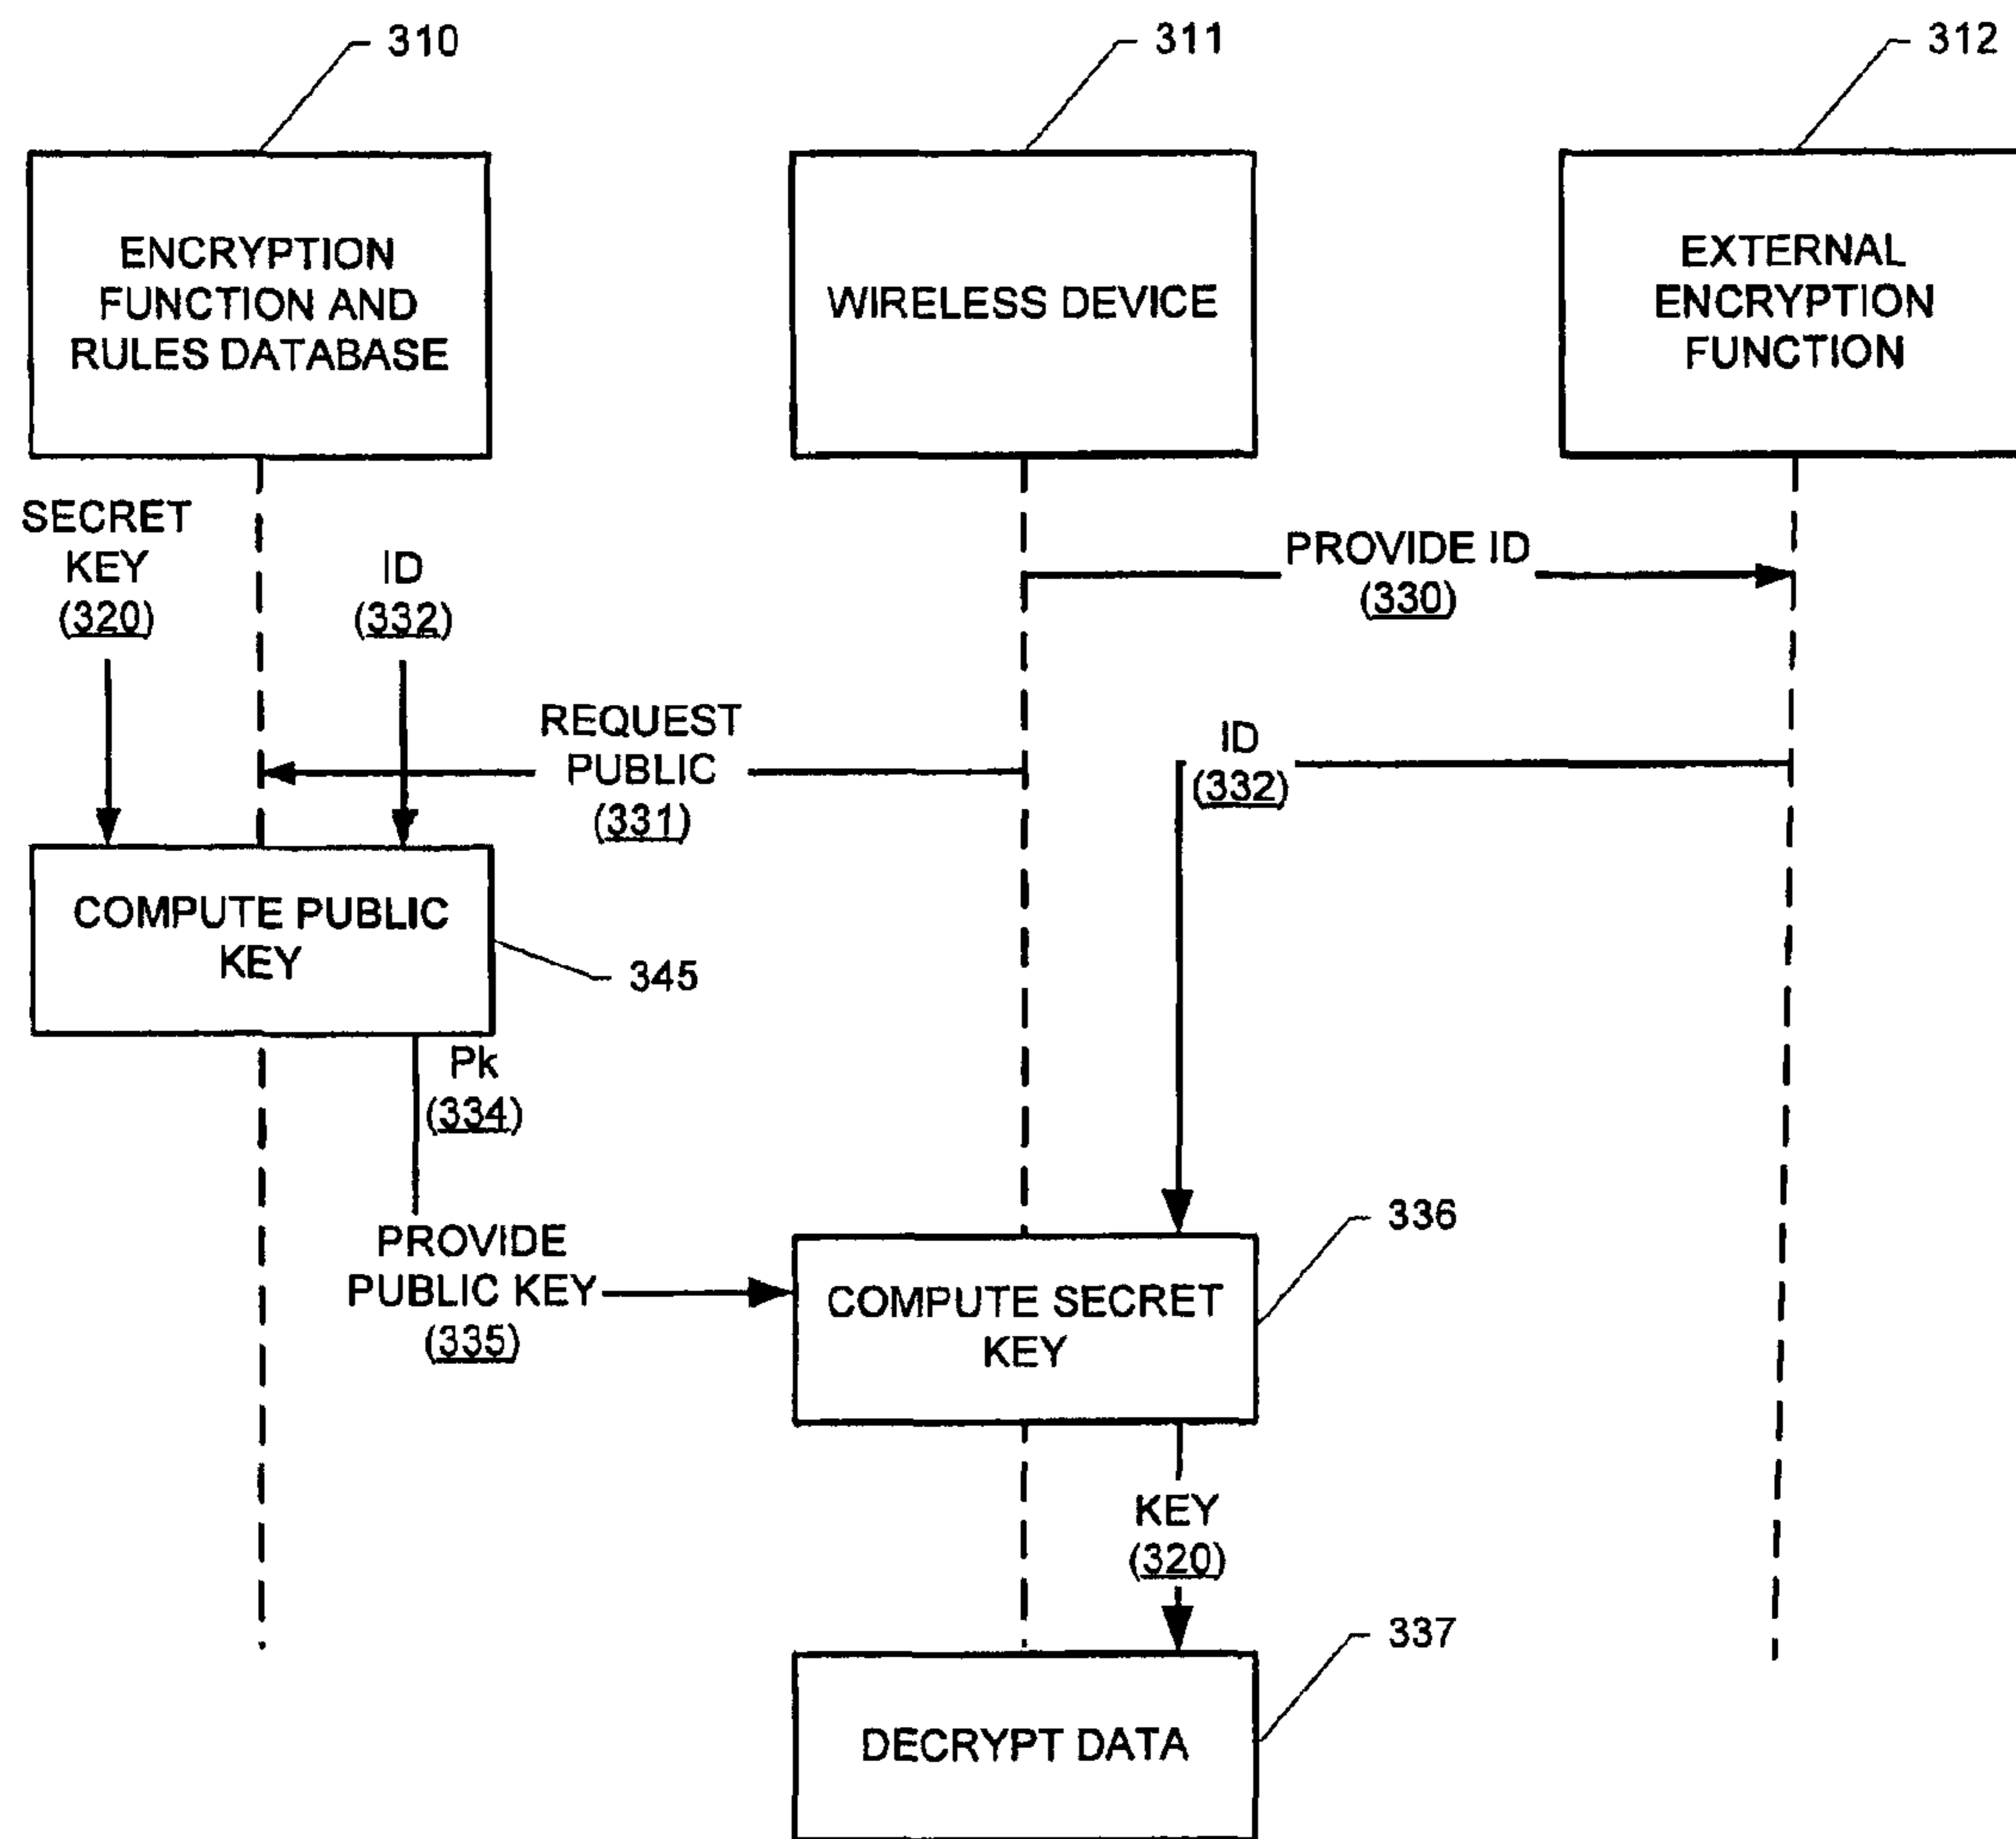 310
311
312
ENCRYPTION
FUNCTION AND
RULES DATABASE
WIRELESS DEVICE
EXTERNAL
ENCRYPTION
FUNCTION
SECRET
KEY
(320)
ID
(332)
PROVIDE ID
(330)
REQUEST
PUBLIC
(331)
ID
(332)
COMPUTE PUBLIC
KEY
345
Pk
(334)
PROVIDE
PUBLIC KEY
(335)
336
COMPUTE SECRET
KEY
KEY
(320)
337
DECRYPT DATA